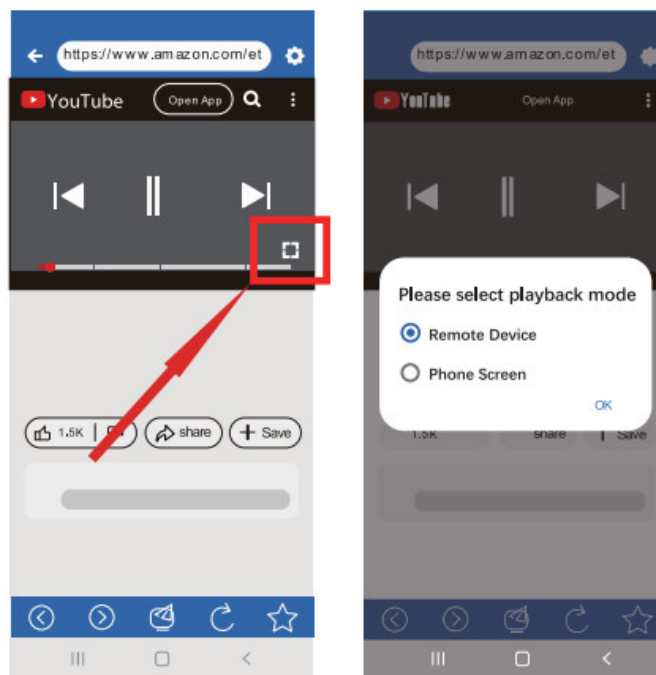 https://www.amazon.com/et
YouTube
Open App
1.5K
share
Save
https://www.amazon.com/et
YouTube
Open App
Please select playback mode
Remote Device
Phone Screen
OK
1.5K
share
Save